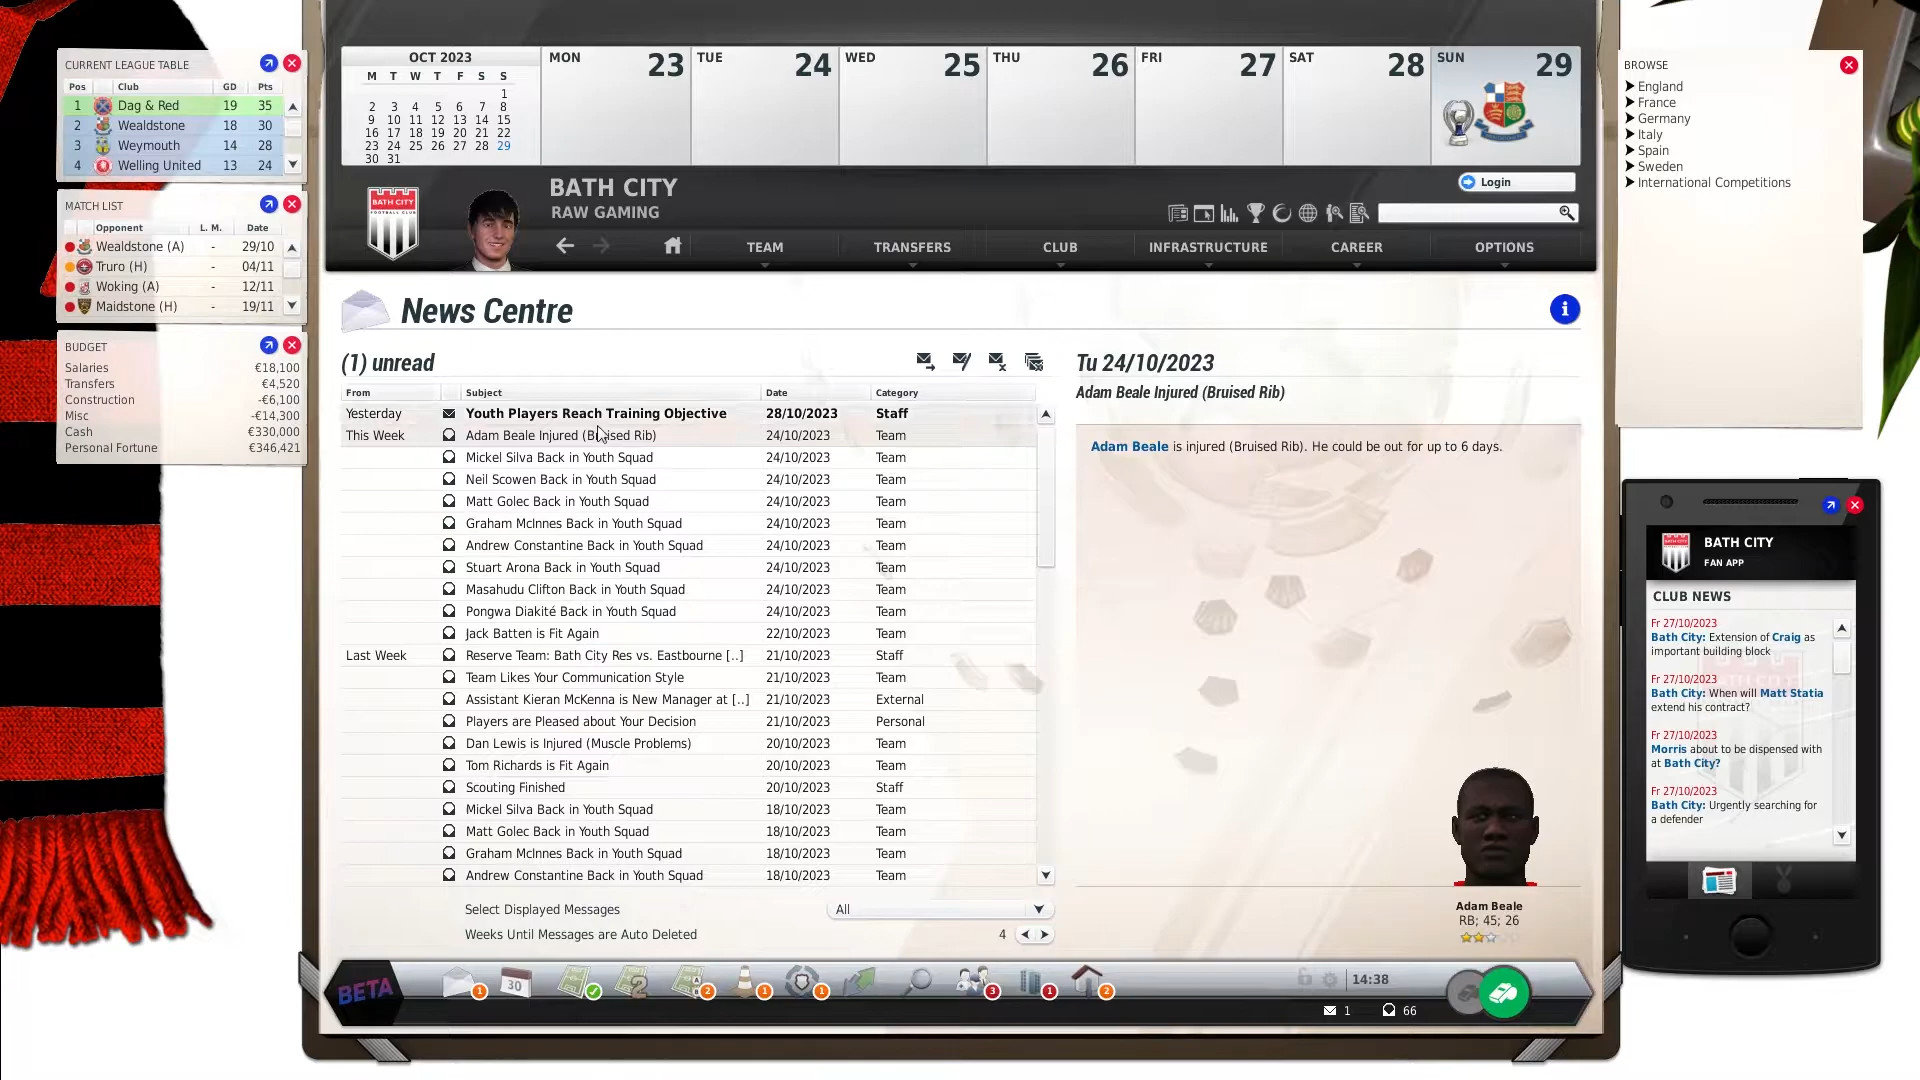 CURRENT LEAGUE TABLE
Pos Club GD Pts
1 Dag & Red 19 35
2 Wealdstone 18 30
3 Weymouth 14 28
4 Welling United 13 24
MATCH LIST
Opponent L. M. Date
Wealdstone (A) - 29/10
Truro (H) - 04/11
Woking (A) - 12/11
Maidstone (H) - 19/11
BUDGET
Salaries €18,100
Transfers €4,520
Construction -€6,100
Misc -€14,300
Cash €330,000
Personal Fortune €346,421
OCT 2023
M T W T F S S
1
2 3 4 5 6 7 8
9 10 11 12 13 14 15
16 17 18 19 20 21 22
23 24 25 26 27 28 29
30 31
MON 23
TUE 24
WED 25
THU 26
FRI 27
SAT 28
SUN 29
BATH CITY
FOOTBALL CLUB
BATH CITY
RAW GAMING
Login
TEAM TRANSFERS CLUB INFRASTRUCTURE CAREER OPTIONS
News Centre
(1) unread
From Subject Date Category
Yesterday Youth Players Reach Training Objective 28/10/2023 Staff
This Week Adam Beale Injured (Bruised Rib) 24/10/2023 Team
Mickel Silva Back in Youth Squad 24/10/2023 Team
Neil Scowen Back in Youth Squad 24/10/2023 Team
Matt Golec Back in Youth Squad 24/10/2023 Team
Graham McInnes Back in Youth Squad 24/10/2023 Team
Andrew Constantine Back in Youth Squad 24/10/2023 Team
Stuart Arona Back in Youth Squad 24/10/2023 Team
Masahudu Clifton Back in Youth Squad 24/10/2023 Team
Pongwa Diakité Back in Youth Squad 24/10/2023 Team
Jack Batten is Fit Again 22/10/2023 Team
Last Week Reserve Team: Bath City Res vs. Eastbourne [..] 21/10/2023 Staff
Team Likes Your Communication Style 21/10/2023 Team
Assistant Kieran McKenna is New Manager at [..] 21/10/2023 External
Players are Pleased about Your Decision 21/10/2023 Personal
Dan Lewis is Injured (Muscle Problems) 20/10/2023 Team
Tom Richards is Fit Again 20/10/2023 Team
Scouting Finished 20/10/2023 Staff
Mickel Silva Back in Youth Squad 18/10/2023 Team
Matt Golec Back in Youth Squad 18/10/2023 Team
Graham McInnes Back in Youth Squad 18/10/2023 Team
Andrew Constantine Back in Youth Squad 18/10/2023 Team
Select Displayed Messages All
Weeks Until Messages are Auto Deleted 4
Tu 24/10/2023
Adam Beale Injured (Bruised Rib)
Adam Beale is injured (Bruised Rib). He could be out for up to 6 days.
Adam Beale
RB; 45; 26
BETA
1 30 2 2 1 1 3 1 2
14:38
1 66
BROWSE
England
France
Germany
Italy
Spain
Sweden
International Competitions
BATH CITY
FAN APP
CLUB NEWS
Fr 27/10/2023
Bath City: Extension of Craig as
important building block
Fr 27/10/2023
Bath City: When will Matt Statia
extend his contract?
Fr 27/10/2023
Morris about to be dispensed with
at Bath City?
Fr 27/10/2023
Bath City: Urgently searching for
a defender